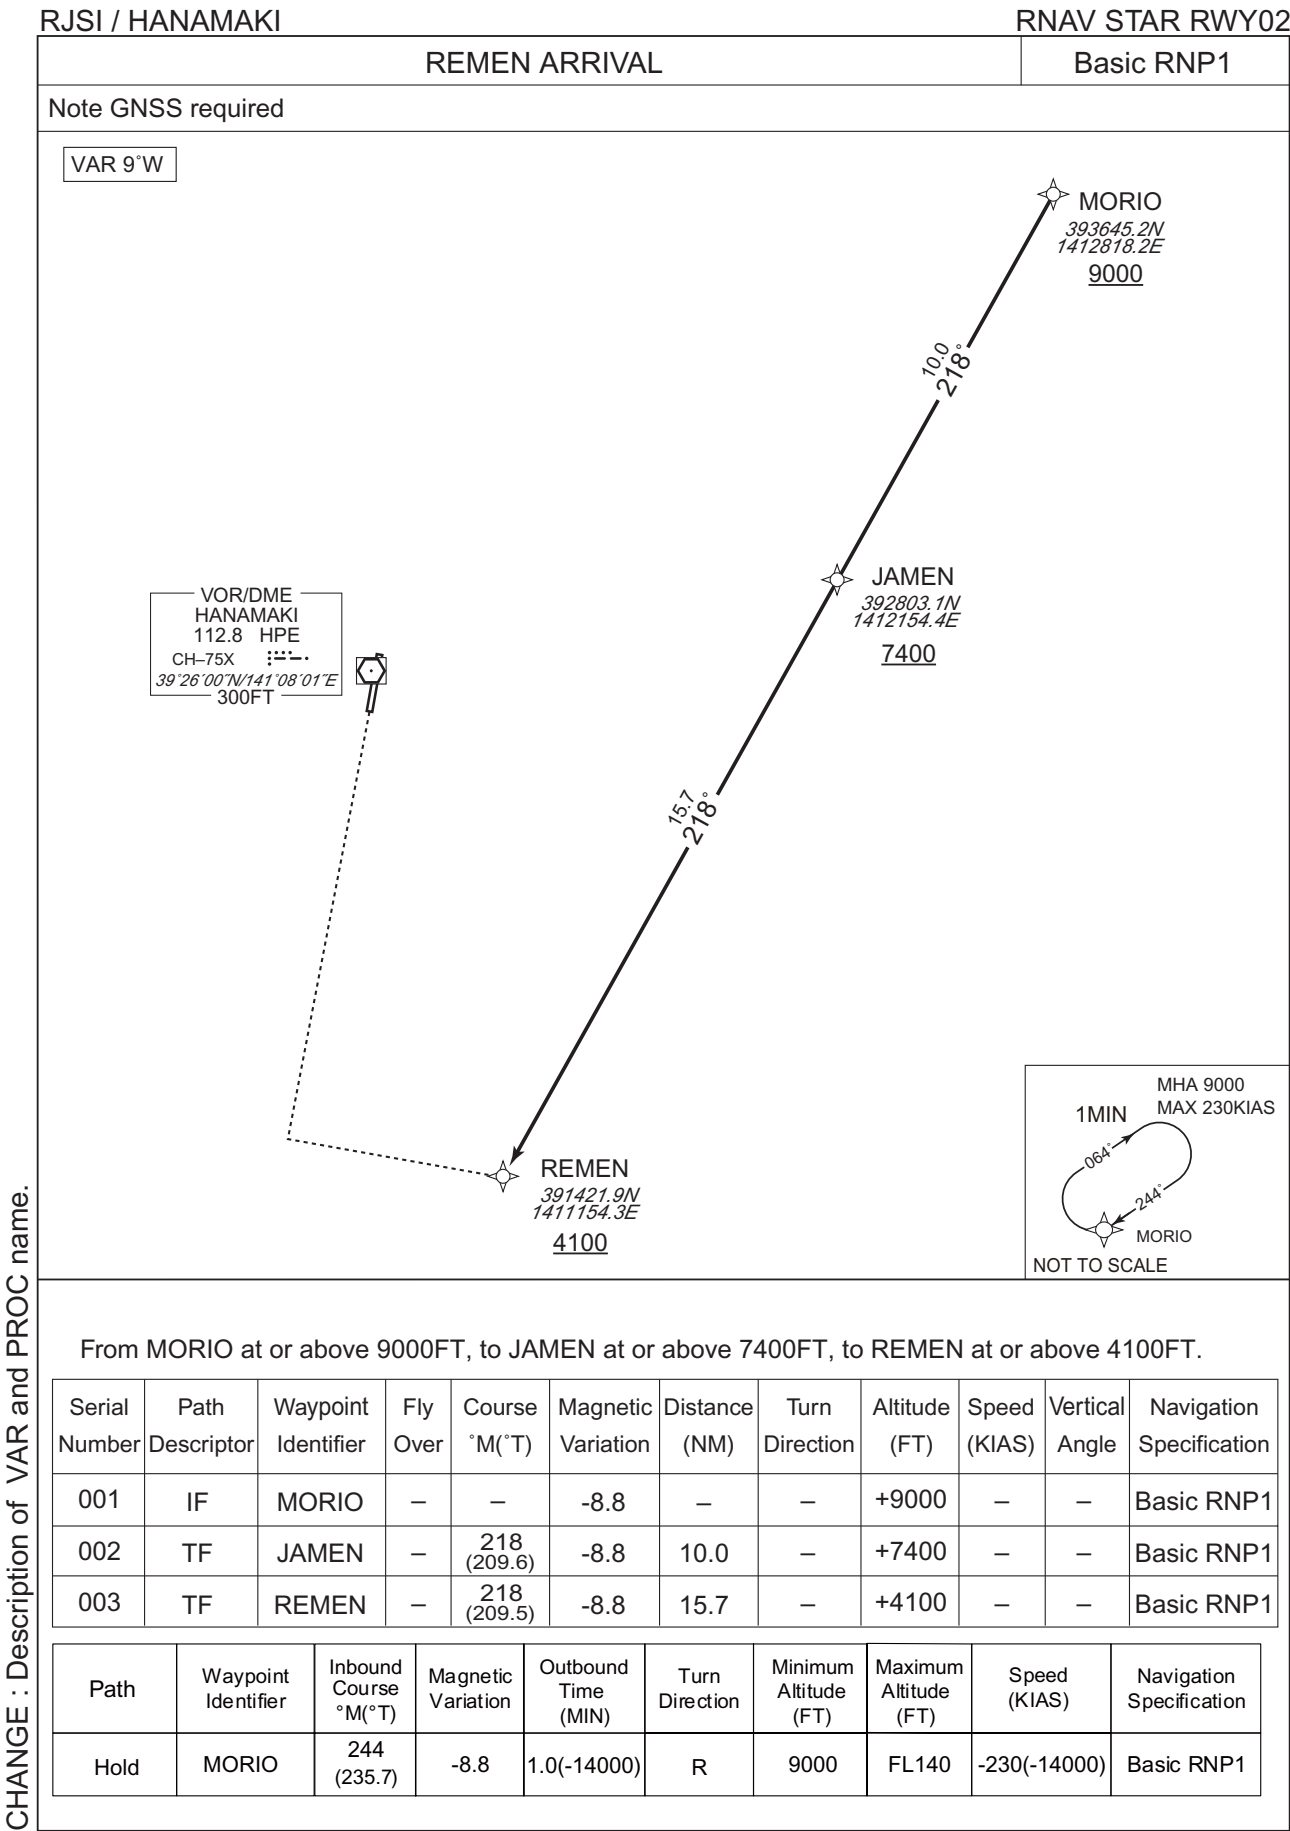 RJSI / HANAMAKI
RNAV STAR RWY02
REMEN ARRIVAL
Basic RNP1
Note GNSS required
VAR 9°W
MORIO
393645.2N
1412818.2E
9000
10.0
218°
JAMEN
392803.1N
1412154.4E
7400
VOR/DME
HANAMAKI
112.8 HPE
CH–75X
39°26′00″N/141°08′01″E
300FT
15.7
218°
REMEN
391421.9N
1411154.3E
4100
MHA 9000
MAX 230KIAS
1MIN
064°
244°
MORIO
NOT TO SCALE
From MORIO at or above 9000FT, to JAMEN at or above 7400FT, to REMEN at or above 4100FT.
Serial Number Path Descriptor Waypoint Identifier Fly Over Course °M(°T) Magnetic Variation Distance (NM) Turn Direction Altitude (FT) Speed (KIAS) Vertical Angle Navigation Specification
001 IF MORIO – – -8.8 – – +9000 – – Basic RNP1
002 TF JAMEN – 218 (209.6) -8.8 10.0 – +7400 – – Basic RNP1
003 TF REMEN – 218 (209.5) -8.8 15.7 – +4100 – – Basic RNP1
Path Waypoint Identifier Inbound Course °M(°T) Magnetic Variation Outbound Time (MIN) Turn Direction Minimum Altitude (FT) Maximum Altitude (FT) Speed (KIAS) Navigation Specification
Hold MORIO 244 (235.7) -8.8 1.0(-14000) R 9000 FL140 -230(-14000) Basic RNP1
CHANGE : Description of VAR and PROC name.